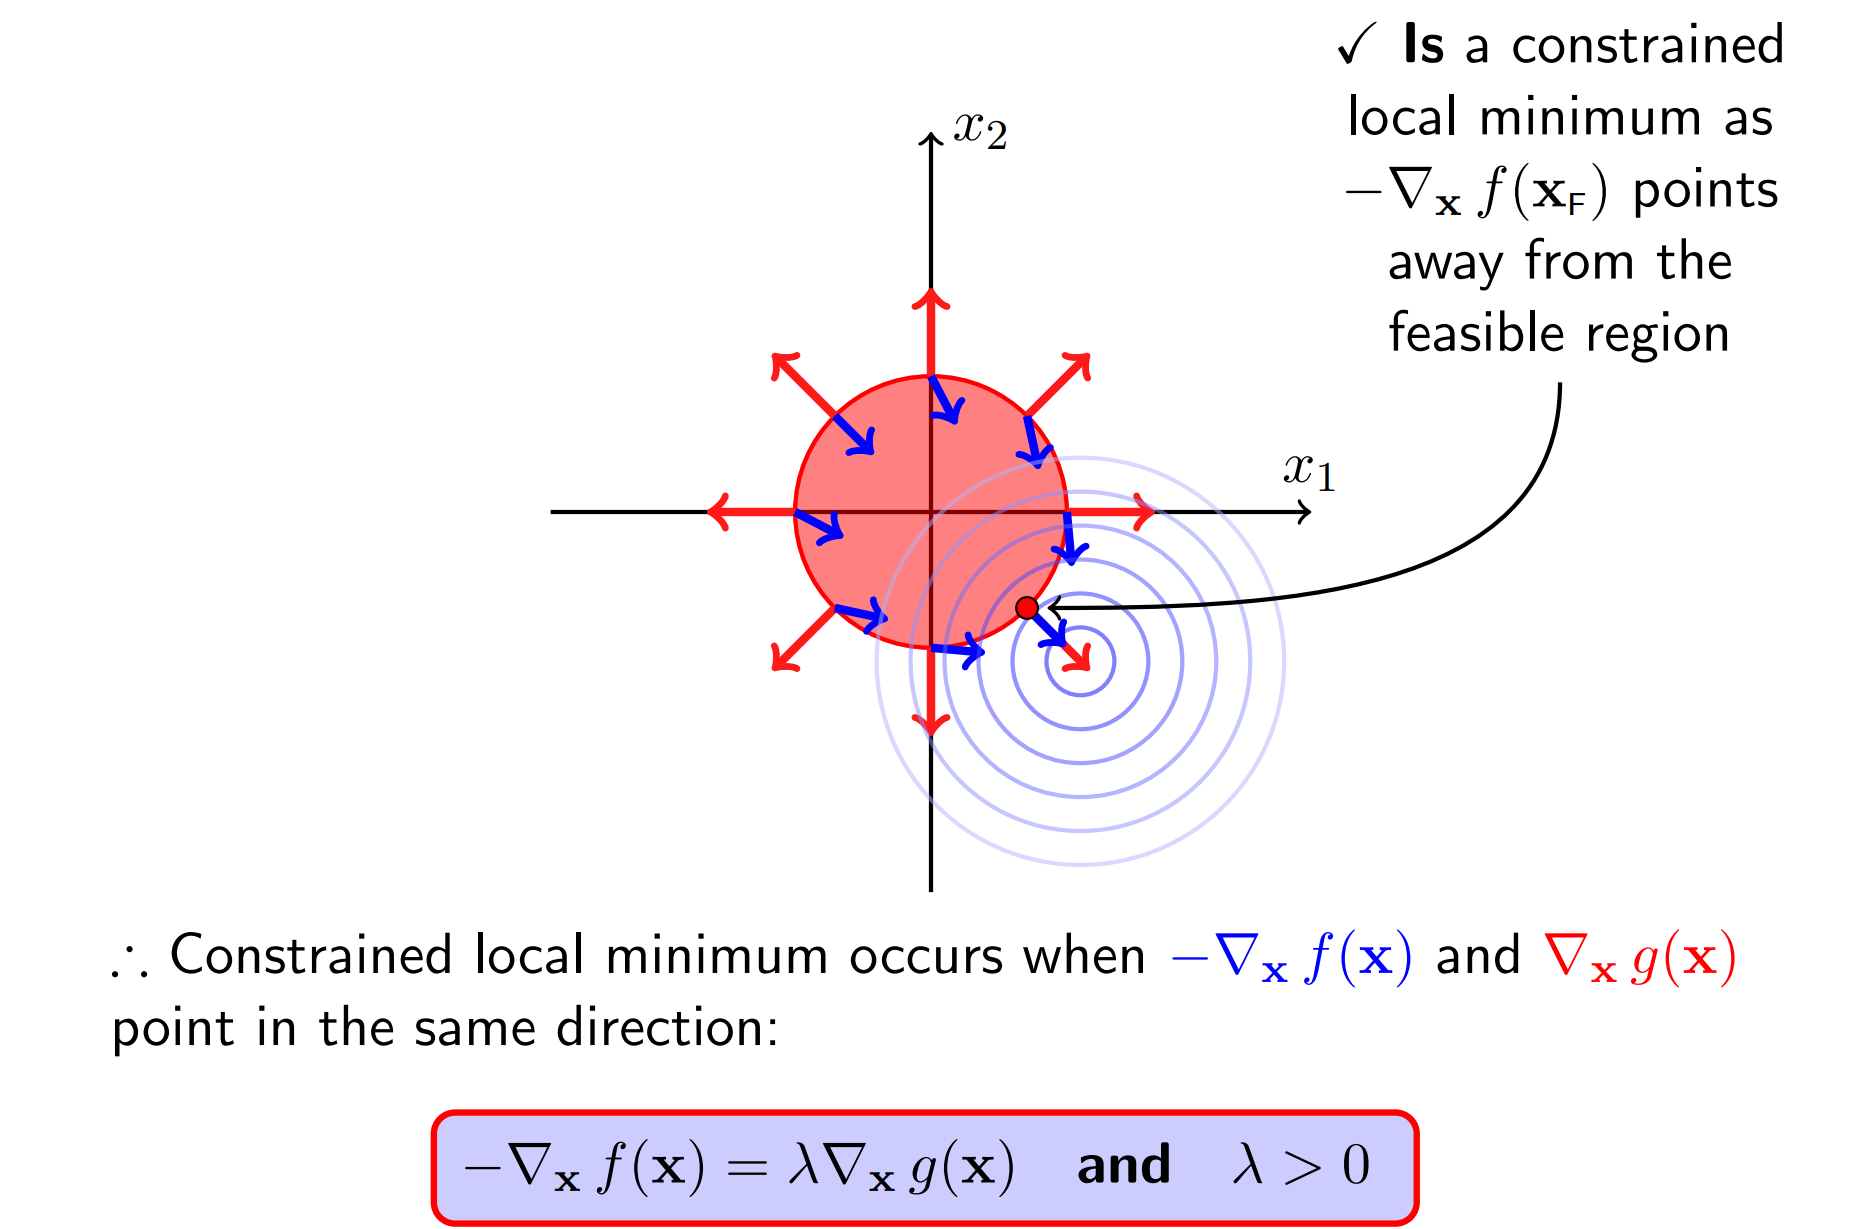 ✓ Is a constrained
local minimum as
−∇ₓ f(x_F) points
away from the
feasible region
x₂
x₁
∴ Constrained local minimum occurs when −∇ₓ f(x) and ∇ₓ g(x)
point in the same direction:
−∇ₓ f(x) = λ∇ₓ g(x) and λ > 0